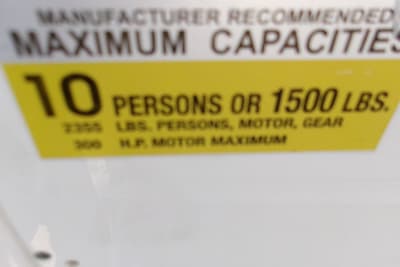 MANUFACTURER RECOMMENDED
MAXIMUM CAPACITIES
10 PERSONS OR 1500 LBS.
2355 LBS. PERSONS, MOTOR, GEAR
300 H.P. MOTOR MAXIMUM